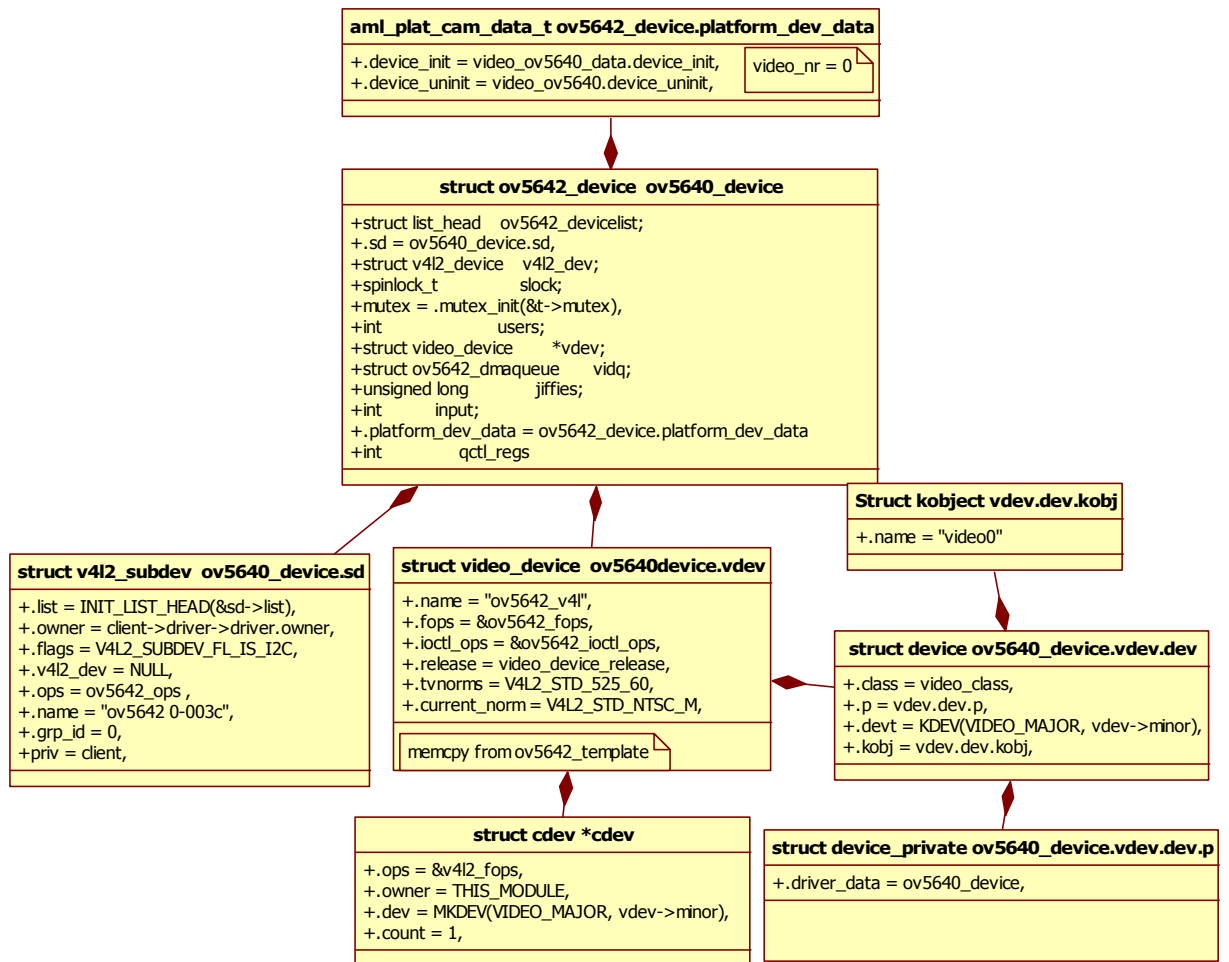 aml_plat_cam_data_t ov5642_device.platform_dev_data
+.device_init = video_ov5640_data.device_init,
+.device_uninit = video_ov5640.device_uninit,
video_nr = 0
struct ov5642_device  ov5640_device
+struct list_head    ov5642_devicelist;
+.sd = ov5640_device.sd,
+struct v4l2_device    v4l2_dev;
+spinlock_t    slock;
+mutex = .mutex_init(&t->mutex),
+int    users;
+struct video_device    *vdev;
+struct ov5642_dmaqueue    vidq;
+unsigned long    jiffies;
+int    input;
+.platform_dev_data = ov5642_device.platform_dev_data
+int    qctl_regs
Struct kobject vdev.dev.kobj
+.name = "video0"
struct v4l2_subdev  ov5640_device.sd
+.list = INIT_LIST_HEAD(&sd->list),
+.owner = client->driver->driver.owner,
+.flags = V4L2_SUBDEV_FL_IS_I2C,
+.v4l2_dev = NULL,
+.ops = ov5642_ops ,
+.name = "ov5642 0-003c",
+.grp_id = 0,
+priv = client,
struct video_device  ov5640device.vdev
+.name = "ov5642_v4l",
+.fops = &ov5642_fops,
+.ioctl_ops = &ov5642_ioctl_ops,
+.release = video_device_release,
+.tvnorms = V4L2_STD_525_60,
+.current_norm = V4L2_STD_NTSC_M,
memcpy from ov5642_template
struct device ov5640_device.vdev.dev
+.class = video_class,
+.p = vdev.dev.p,
+.devt = KDEV(VIDEO_MAJOR, vdev->minor),
+.kobj = vdev.dev.kobj,
struct cdev *cdev
+.ops = &v4l2_fops,
+.owner = THIS_MODULE,
+.dev = MKDEV(VIDEO_MAJOR, vdev->minor),
+.count = 1,
struct device_private ov5640_device.vdev.dev.p
+.driver_data = ov5640_device,